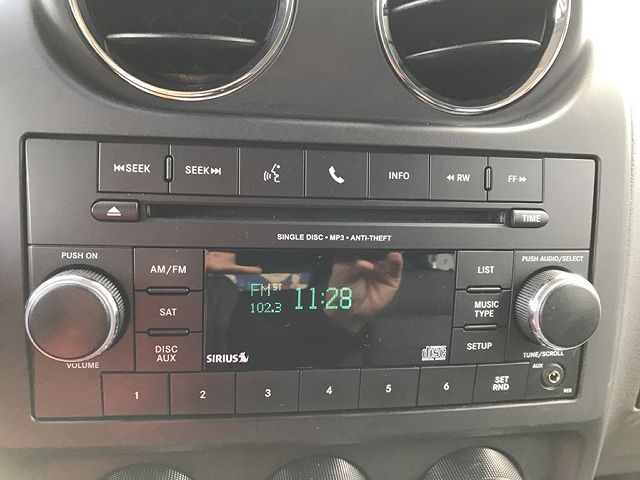 SEEK SEEK INFO RW FF
TIME
SINGLE DISC • MP3 • ANTI-THEFT
PUSH ON PUSH AUDIO/SELECT
AM/FM LIST
FM ST 11:28
102.3
SAT MUSIC TYPE
DISC AUX SETUP
SIRIUS
VOLUME TUNE/SCROLL
AUX
1 2 3 4 5 6 SET RND